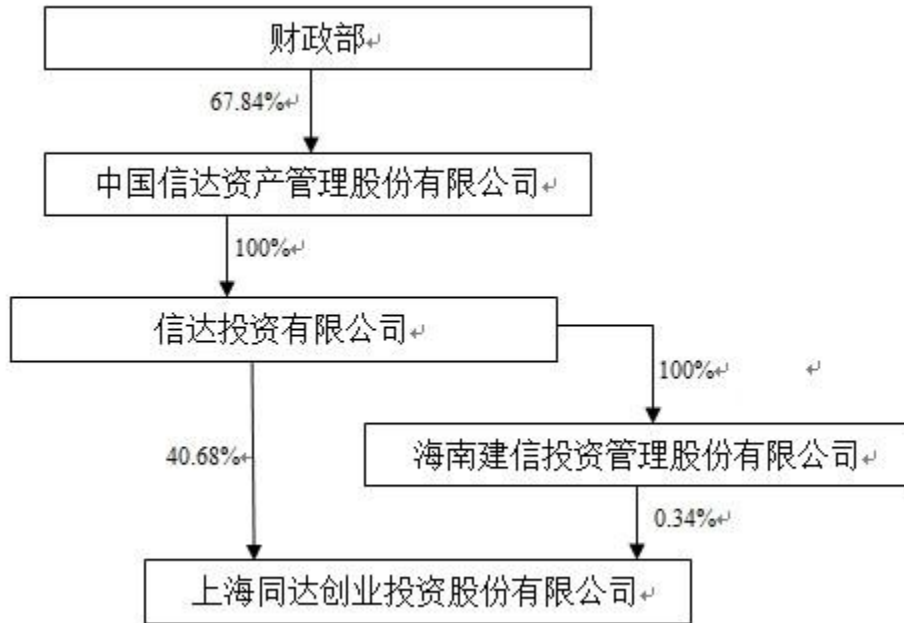 财政部
67.84%
中国信达资产管理股份有限公司
100%
信达投资有限公司
100%
40.68%
海南建信投资管理股份有限公司
0.34%
上海同达创业投资股份有限公司